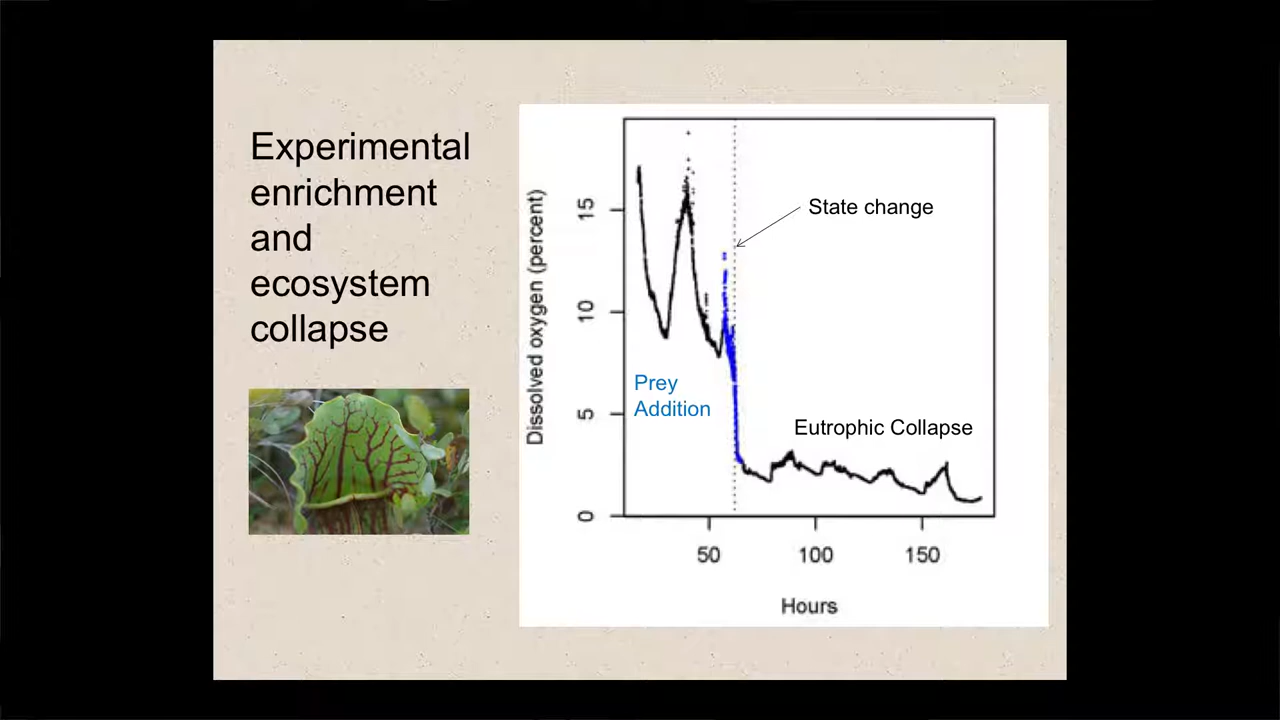 Experimental
enrichment
and
ecosystem
collapse
Dissolved oxygen (percent)
15
10
5
0
State change
Prey
Addition
Eutrophic Collapse
50 100 150
Hours